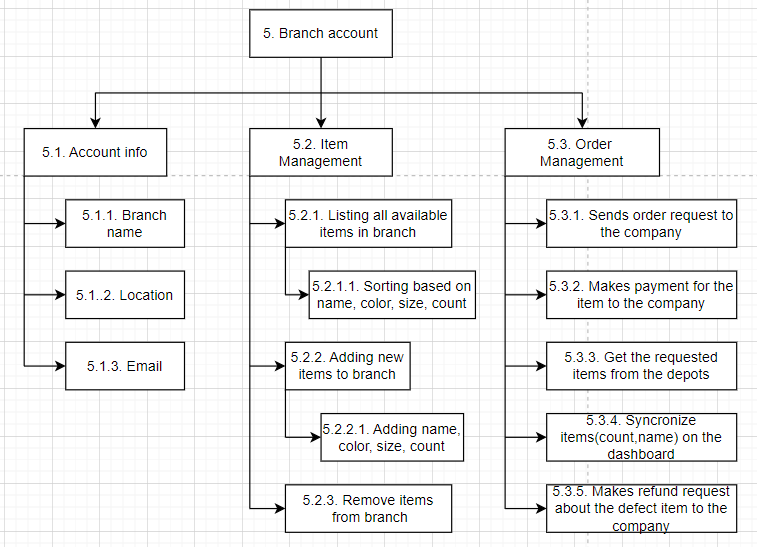 5. Branch account
5.1. Account info
5.2. Item
Management
5.3. Order
Management
5.1.1. Branch
name
5.1..2. Location
5.1.3. Email
5.2.1. Listing all available
items in branch
5.2.1.1. Sorting based on
name, color, size, count
5.2.2. Adding new
items to branch
5.2.2.1. Adding name,
color, size, count
5.2.3. Remove items
from branch
5.3.1. Sends order request to
the company
5.3.2. Makes payment for the
item to the company
5.3.3. Get the requested
items from the depots
5.3.4. Syncronize
items(count,name) on the
dashboard
5.3.5. Makes refund request
about the defect item to the
company